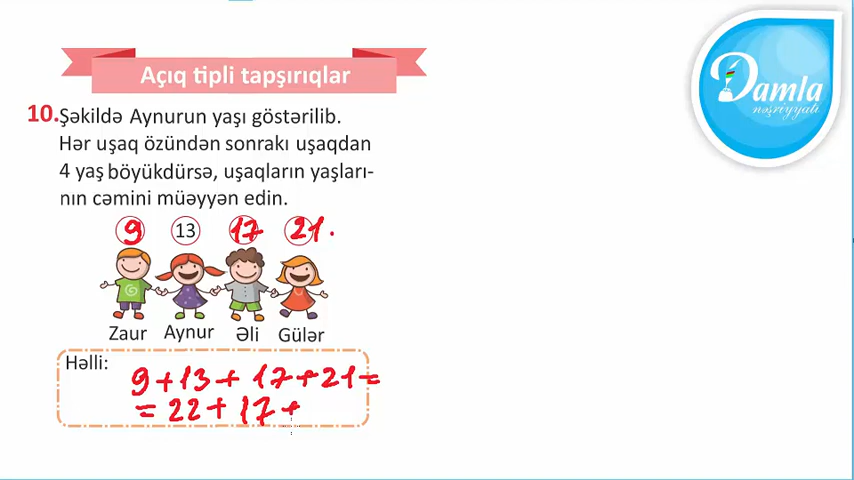 Damla
nəşriyyatı
Açıq tipli tapşırıqlar
10. Şəkildə Aynurun yaşı göstərilib.
Hər uşaq özündən sonrakı uşaqdan
4 yaş böyükdürsə, uşaqların yaşları-
nın cəmini müəyyən edin.
9 13 17 21.
Zaur Aynur Əli Gülər
Həlli:
9+13+17+21=
=22+17+